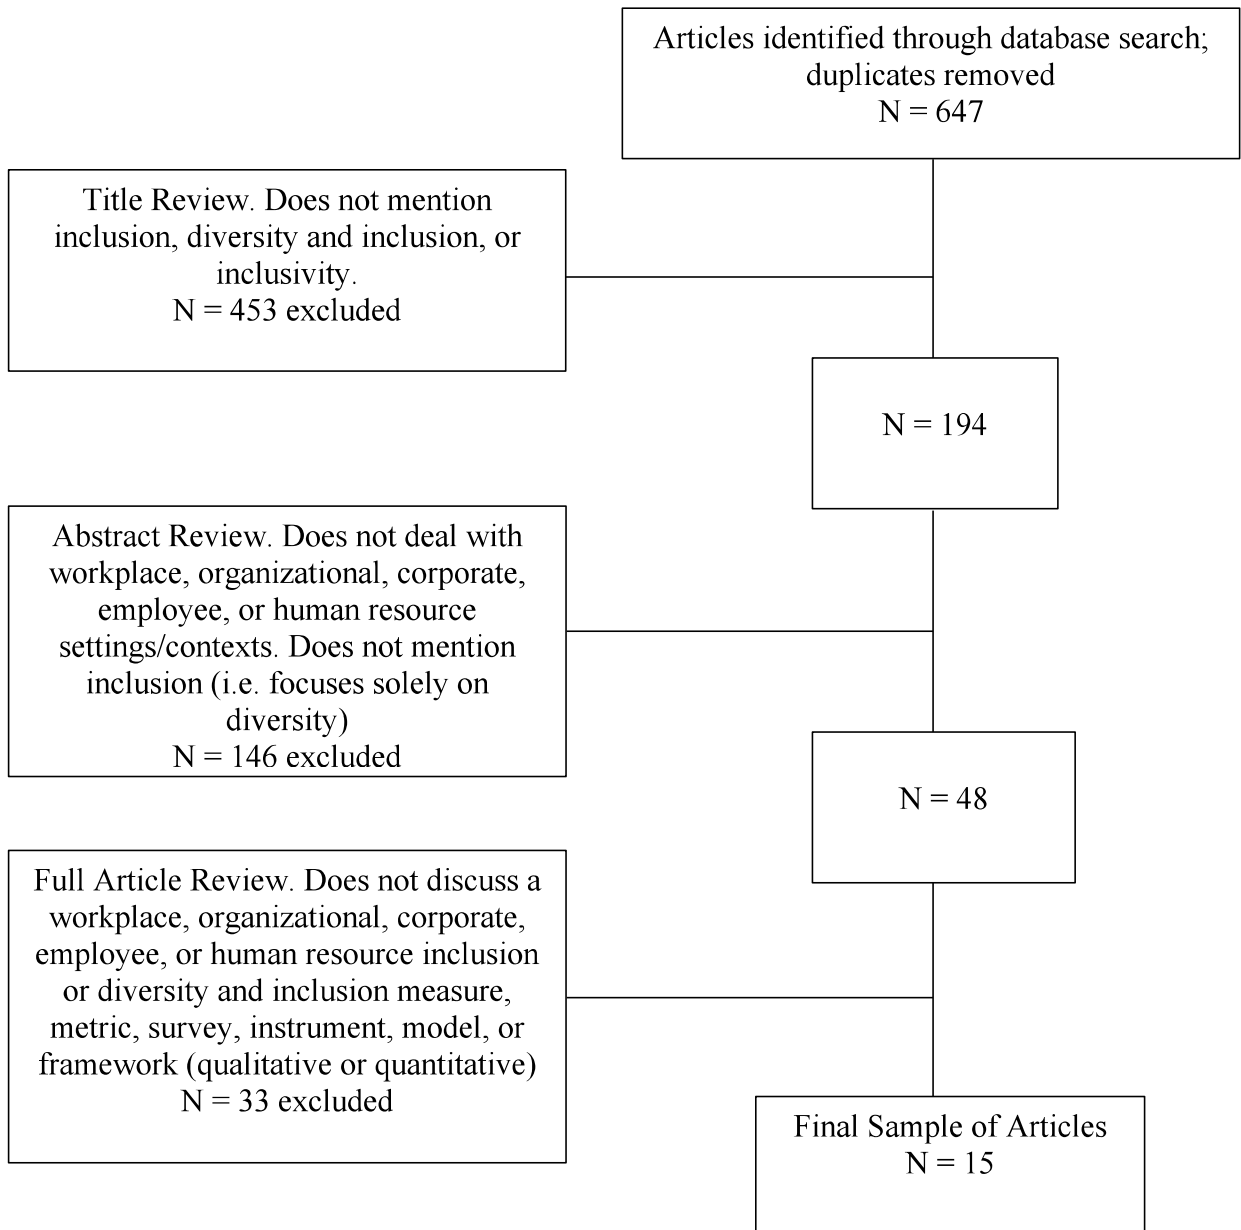 Articles identified through database search;
duplicates removed
N = 647
Title Review. Does not mention
inclusion, diversity and inclusion, or
inclusivity.
N = 453 excluded
N = 194
Abstract Review. Does not deal with
workplace, organizational, corporate,
employee, or human resource
settings/contexts. Does not mention
inclusion (i.e. focuses solely on
diversity)
N = 146 excluded
N = 48
Full Article Review. Does not discuss a
workplace, organizational, corporate,
employee, or human resource inclusion
or diversity and inclusion measure,
metric, survey, instrument, model, or
framework (qualitative or quantitative)
N = 33 excluded
Final Sample of Articles
N = 15